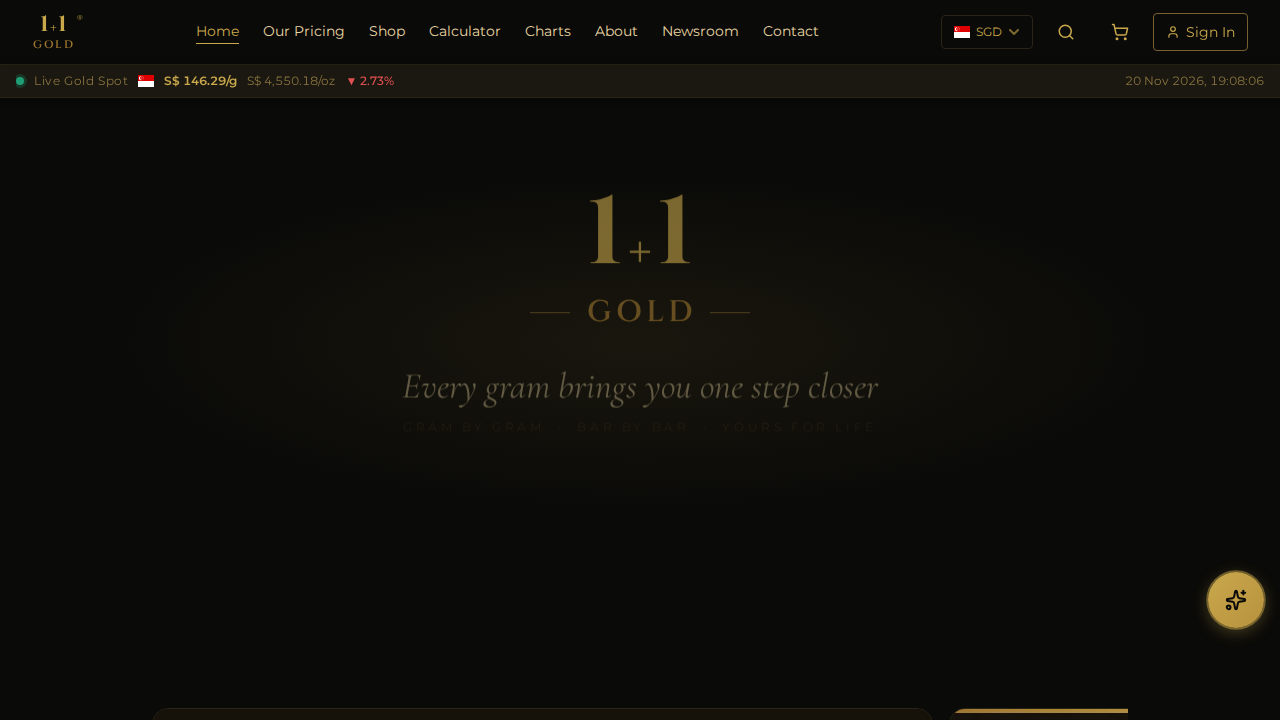 1+1 ®
GOLD
Home Our Pricing Shop Calculator Charts About Newsroom Contact
SGD
Sign In
Live Gold Spot S$ 146.29/g S$ 4,550.18/oz ▼ 2.73%
20 Nov 2026, 19:08:06
1+1
GOLD
Every gram brings you one step closer
GRAM BY GRAM BAR BY BAR YOURS FOR LIFE